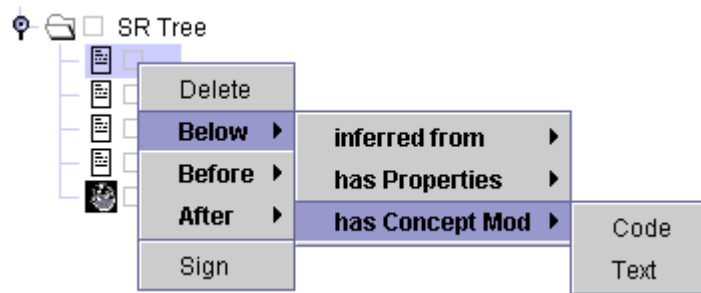 SR Tree
Delete
Below
Before
After
Sign
inferred from
has Properties
has Concept Mod
Code
Text